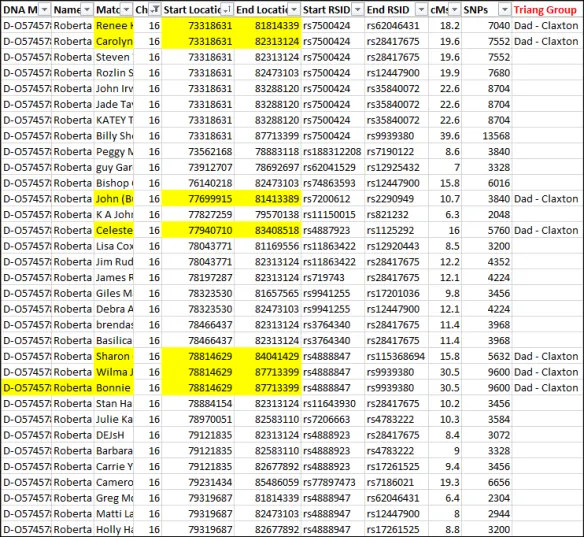 DNA M Name Matc Ch Start Locatio End Locatio Start RSID End RSID cMs SNPs Triang Group
D-O57457 Roberta Renee K 16 73318631 81814339 rs7500424 rs62046431 18.2 7040 Dad - Claxton
D-O57457 Roberta Carolyn 16 73318631 82313124 rs7500424 rs28417675 19.6 7552 Dad - Claxton
D-O57457 Roberta Steven 16 73318631 82313124 rs7500424 rs28417675 19.6 7552
D-O57457 Roberta Rozlin S 16 73318631 82473103 rs7500424 rs12447900 19.9 7680
D-O57457 Roberta John Irw 16 73318631 83288120 rs7500424 rs35840072 22.6 8704
D-O57457 Roberta Jade Tay 16 73318631 83288120 rs7500424 rs35840072 22.6 8704
D-O57457 Roberta KATEY T 16 73318631 83288120 rs7500424 rs35840072 22.6 8704
D-O57457 Roberta Billy She 16 73318631 87713399 rs7500424 rs9939380 39.6 13568
D-O57457 Roberta Peggy M 16 73562168 78883118 rs188312208 rs7190122 8.6 3840
D-O57457 Roberta guy Gar 16 73912707 78692697 rs62041529 rs12925432 7 3328
D-O57457 Roberta Bishop 16 76140218 82473103 rs74863593 rs12447900 15.8 6016
D-O57457 Roberta John (Bu 16 77699915 81413389 rs7200612 rs2290949 10.7 3840 Dad - Claxton
D-O57457 Roberta K A John 16 77827259 79570138 rs11150015 rs821232 6.3 2048
D-O57457 Roberta Celeste 16 77940710 83408518 rs4887923 rs1125292 16 5760 Dad - Claxton
D-O57457 Roberta Lisa Cox 16 78043771 81169556 rs11863422 rs12920443 8.5 3200
D-O57457 Roberta Jim Rud 16 78043771 82313124 rs11863422 rs28417675 12.2 4352
D-O57457 Roberta James R 16 78197287 82313124 rs719743 rs28417675 12.1 4224
D-O57457 Roberta Giles M 16 78323530 81657565 rs9941255 rs17201036 9.8 3456
D-O57457 Roberta Debra A 16 78323530 82473103 rs9941255 rs12447900 12.1 4224
D-O57457 Roberta brendas 16 78466437 82313124 rs3764340 rs28417675 11.4 3968
D-O57457 Roberta Basilica 16 78466437 82313124 rs3764340 rs28417675 11.4 3968
D-O57457 Roberta Sharon 16 78814629 84041429 rs4888847 rs115368694 15.8 5632 Dad - Claxton
D-O57457 Roberta Wilma J 16 78814629 87713399 rs4888847 rs9939380 30.5 9600 Dad - Claxton
D-O57457 Roberta Bonnie 16 78814629 87713399 rs4888847 rs9939380 30.5 9600 Dad - Claxton
D-O57457 Roberta Stan Ha 16 78884154 82313124 rs11643930 rs28417675 10.2 3456
D-O57457 Roberta Julie Ka 16 78970051 82583110 rs7206663 rs4783222 10.3 3584
D-O57457 Roberta DEJsH 16 79121835 82313124 rs4888923 rs28417675 8.4 3072
D-O57457 Roberta Barbara 16 79121835 82583110 rs4888923 rs4783222 9 3328
D-O57457 Roberta Carrie Y 16 79121835 82677892 rs4888923 rs17261525 9.4 3456
D-O57457 Roberta Camero 16 79231434 85486059 rs77897473 rs7186021 19.3 6656
D-O57457 Roberta Greg Mc 16 79319687 81814339 rs4888947 rs62046431 6.4 2304
D-O57457 Roberta Matti La 16 79319687 82473103 rs4888947 rs12447900 8 2944
D-O57457 Roberta Holly Ha 16 79319687 82677892 rs4888947 rs17261525 8.8 3200